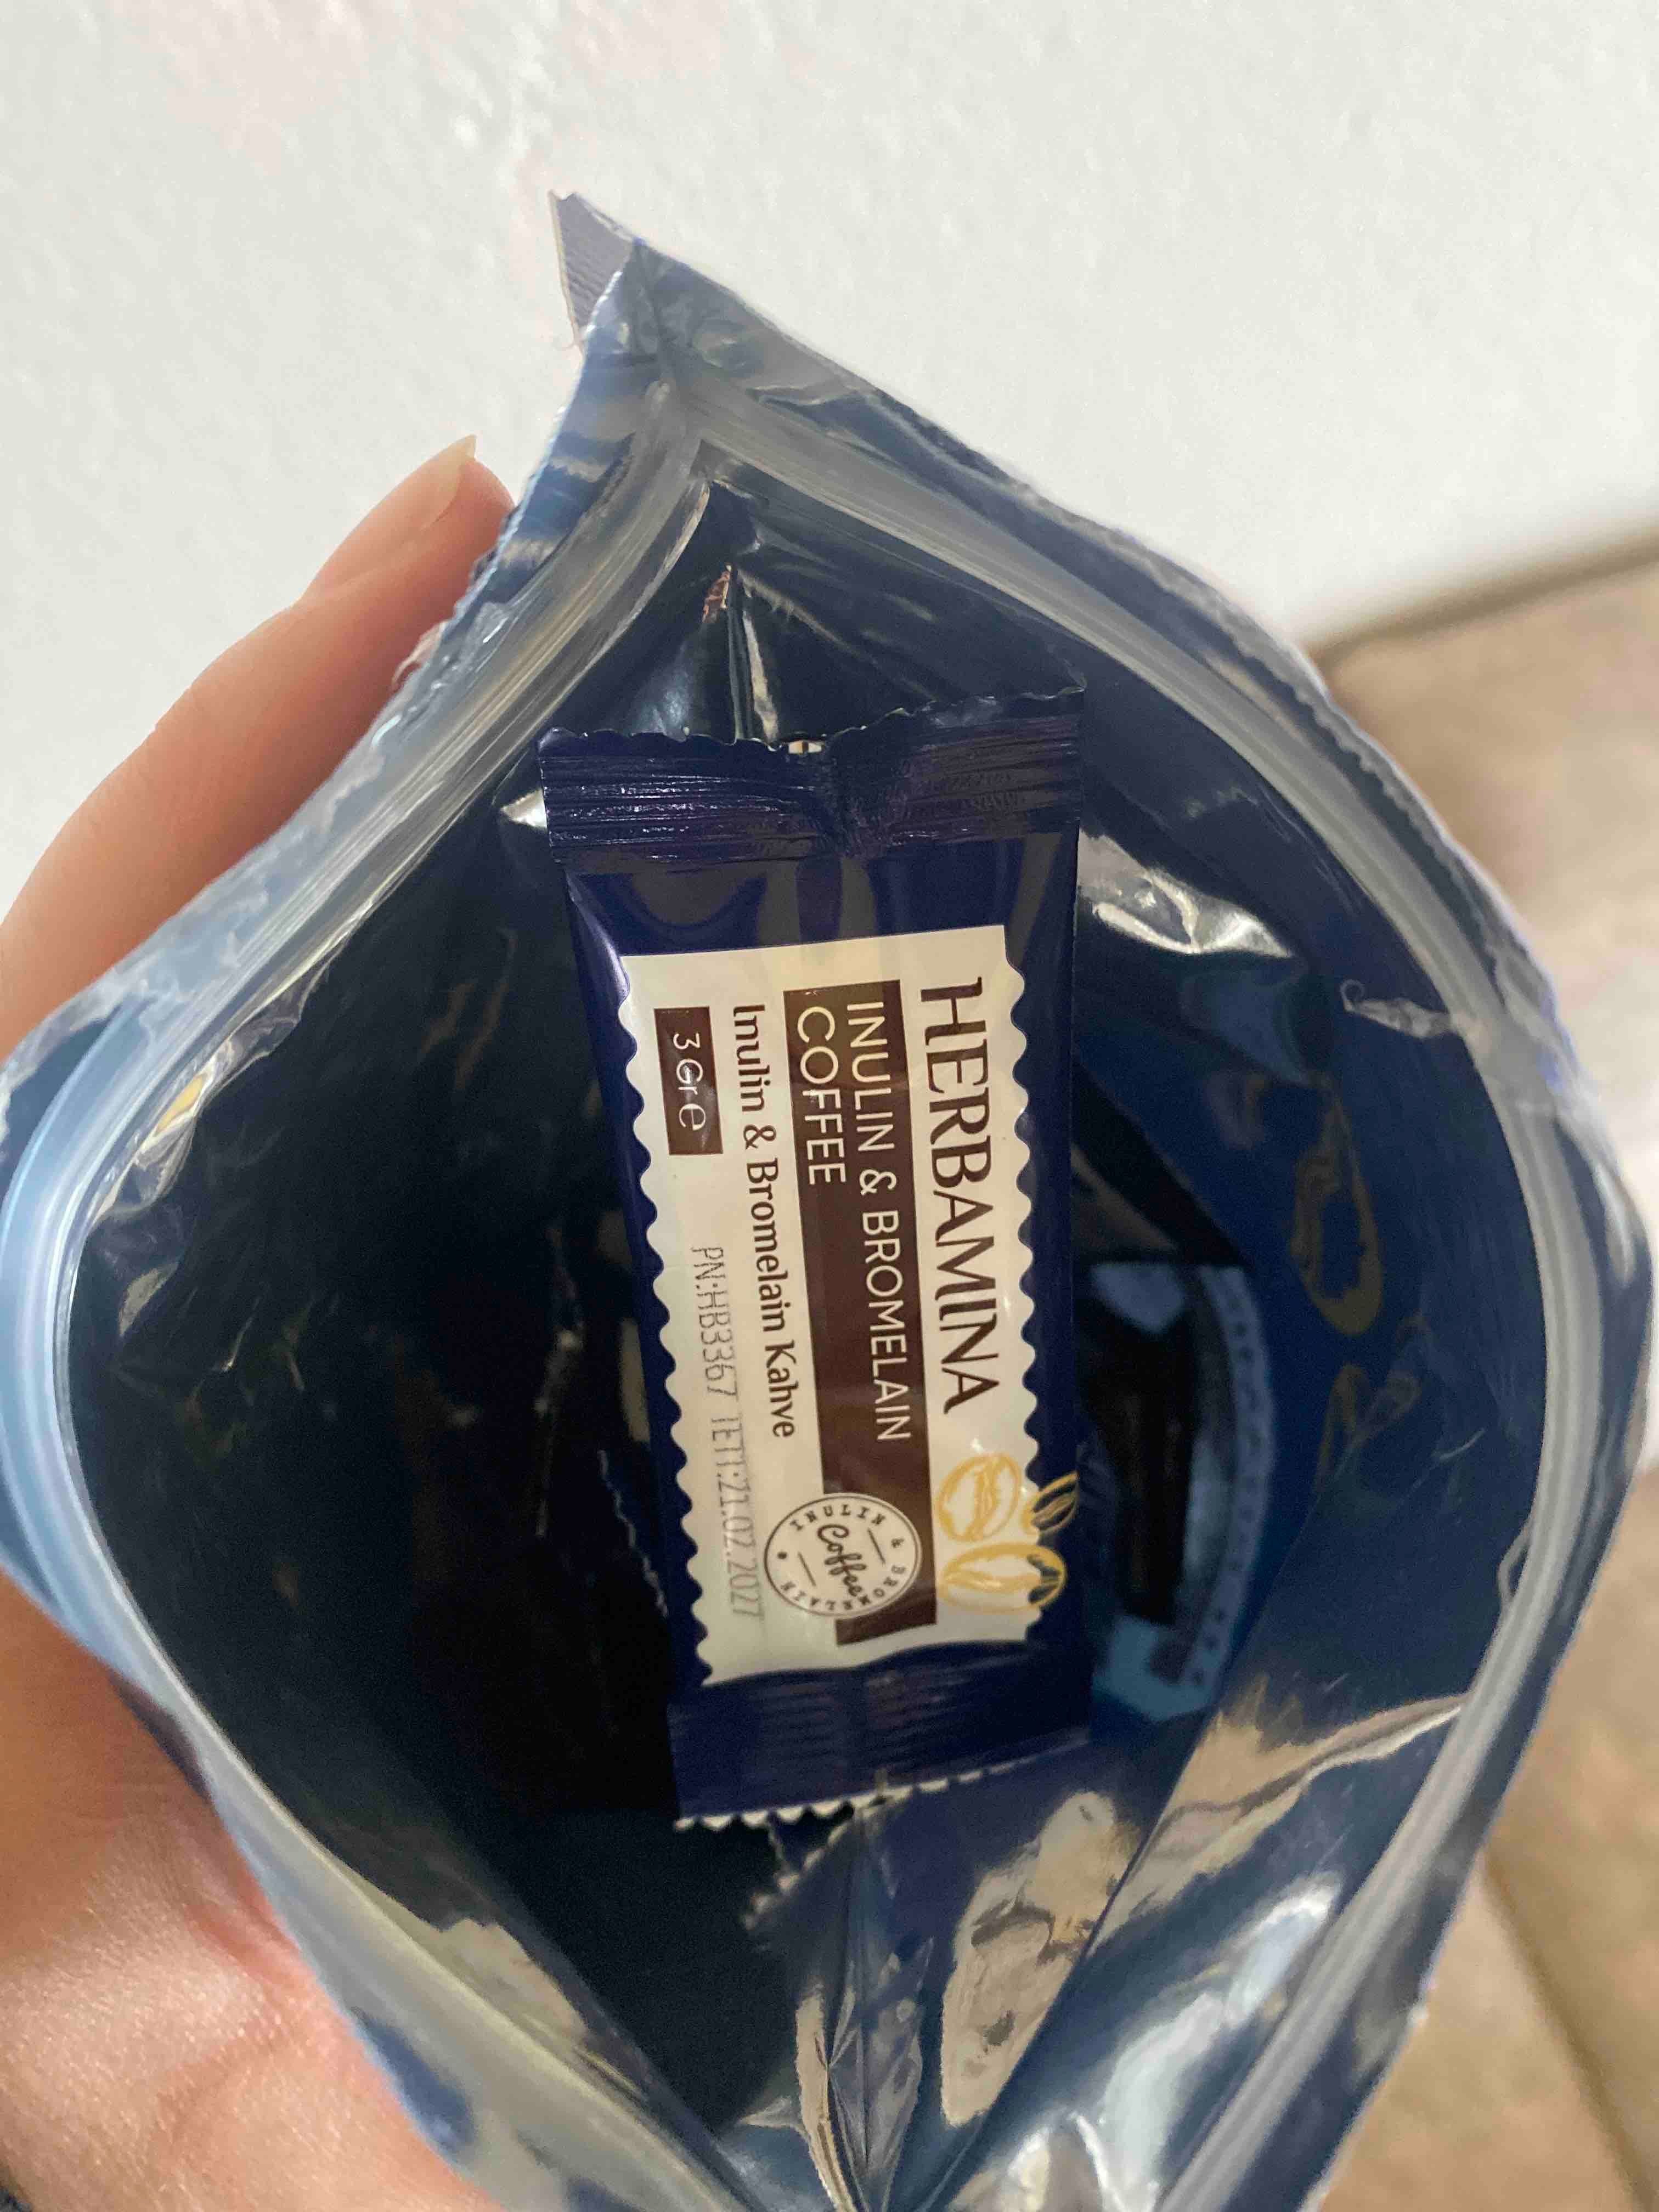 HERBAMINA
INULIN & BROMELAIN
COFFEE
Inulin & Bromelain Kahve
3 Gr e
PN:HB3367 TETT:21.02.2027
INULIN & BROMELAIN
Coffee